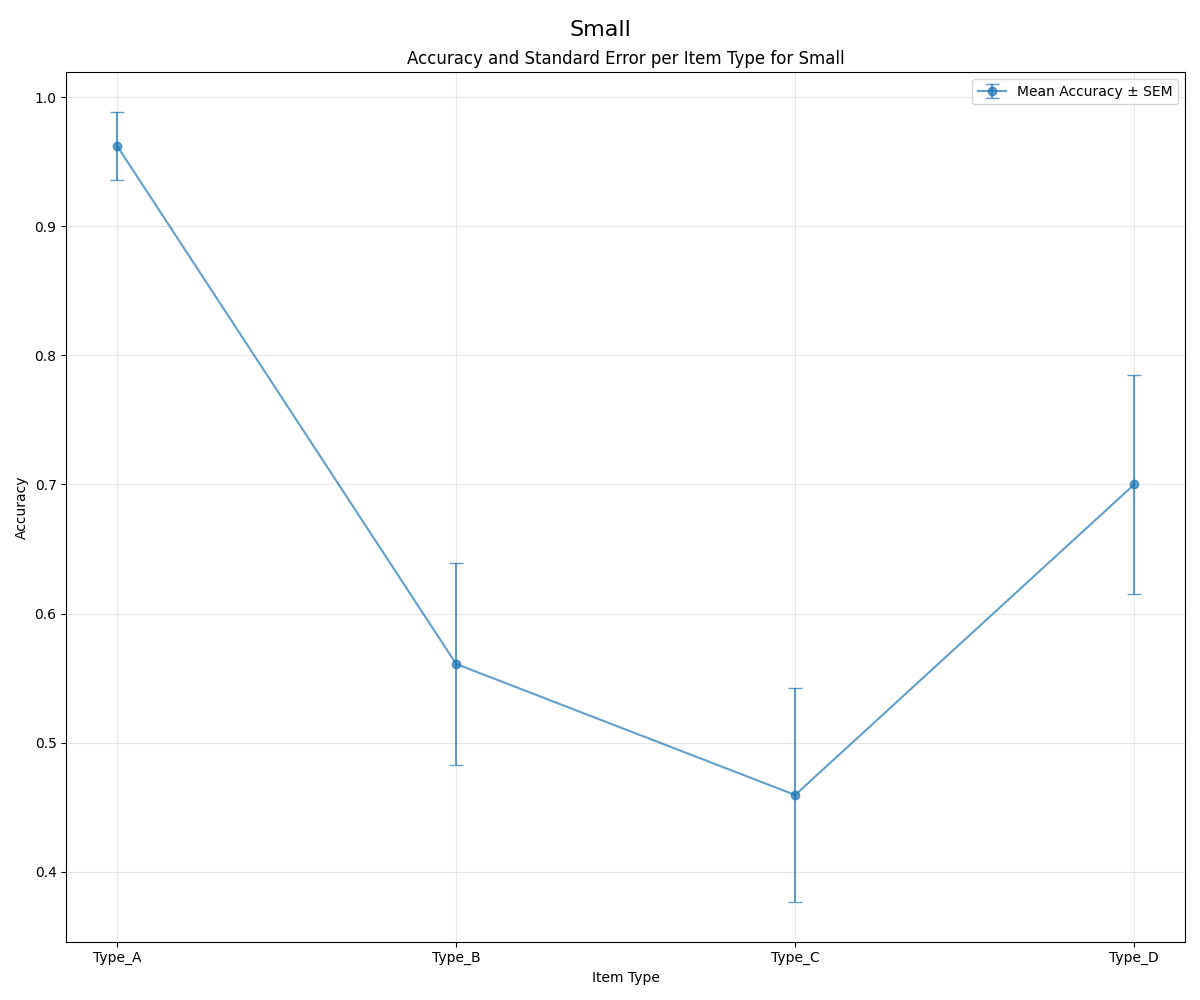 Small
Accuracy and Standard Error per Item Type for Small
Mean Accuracy ± SEM
1.0
0.9
0.8
0.7
0.6
0.5
0.4
Accuracy
Type_A
Type_B
Type_C
Type_D
Item Type